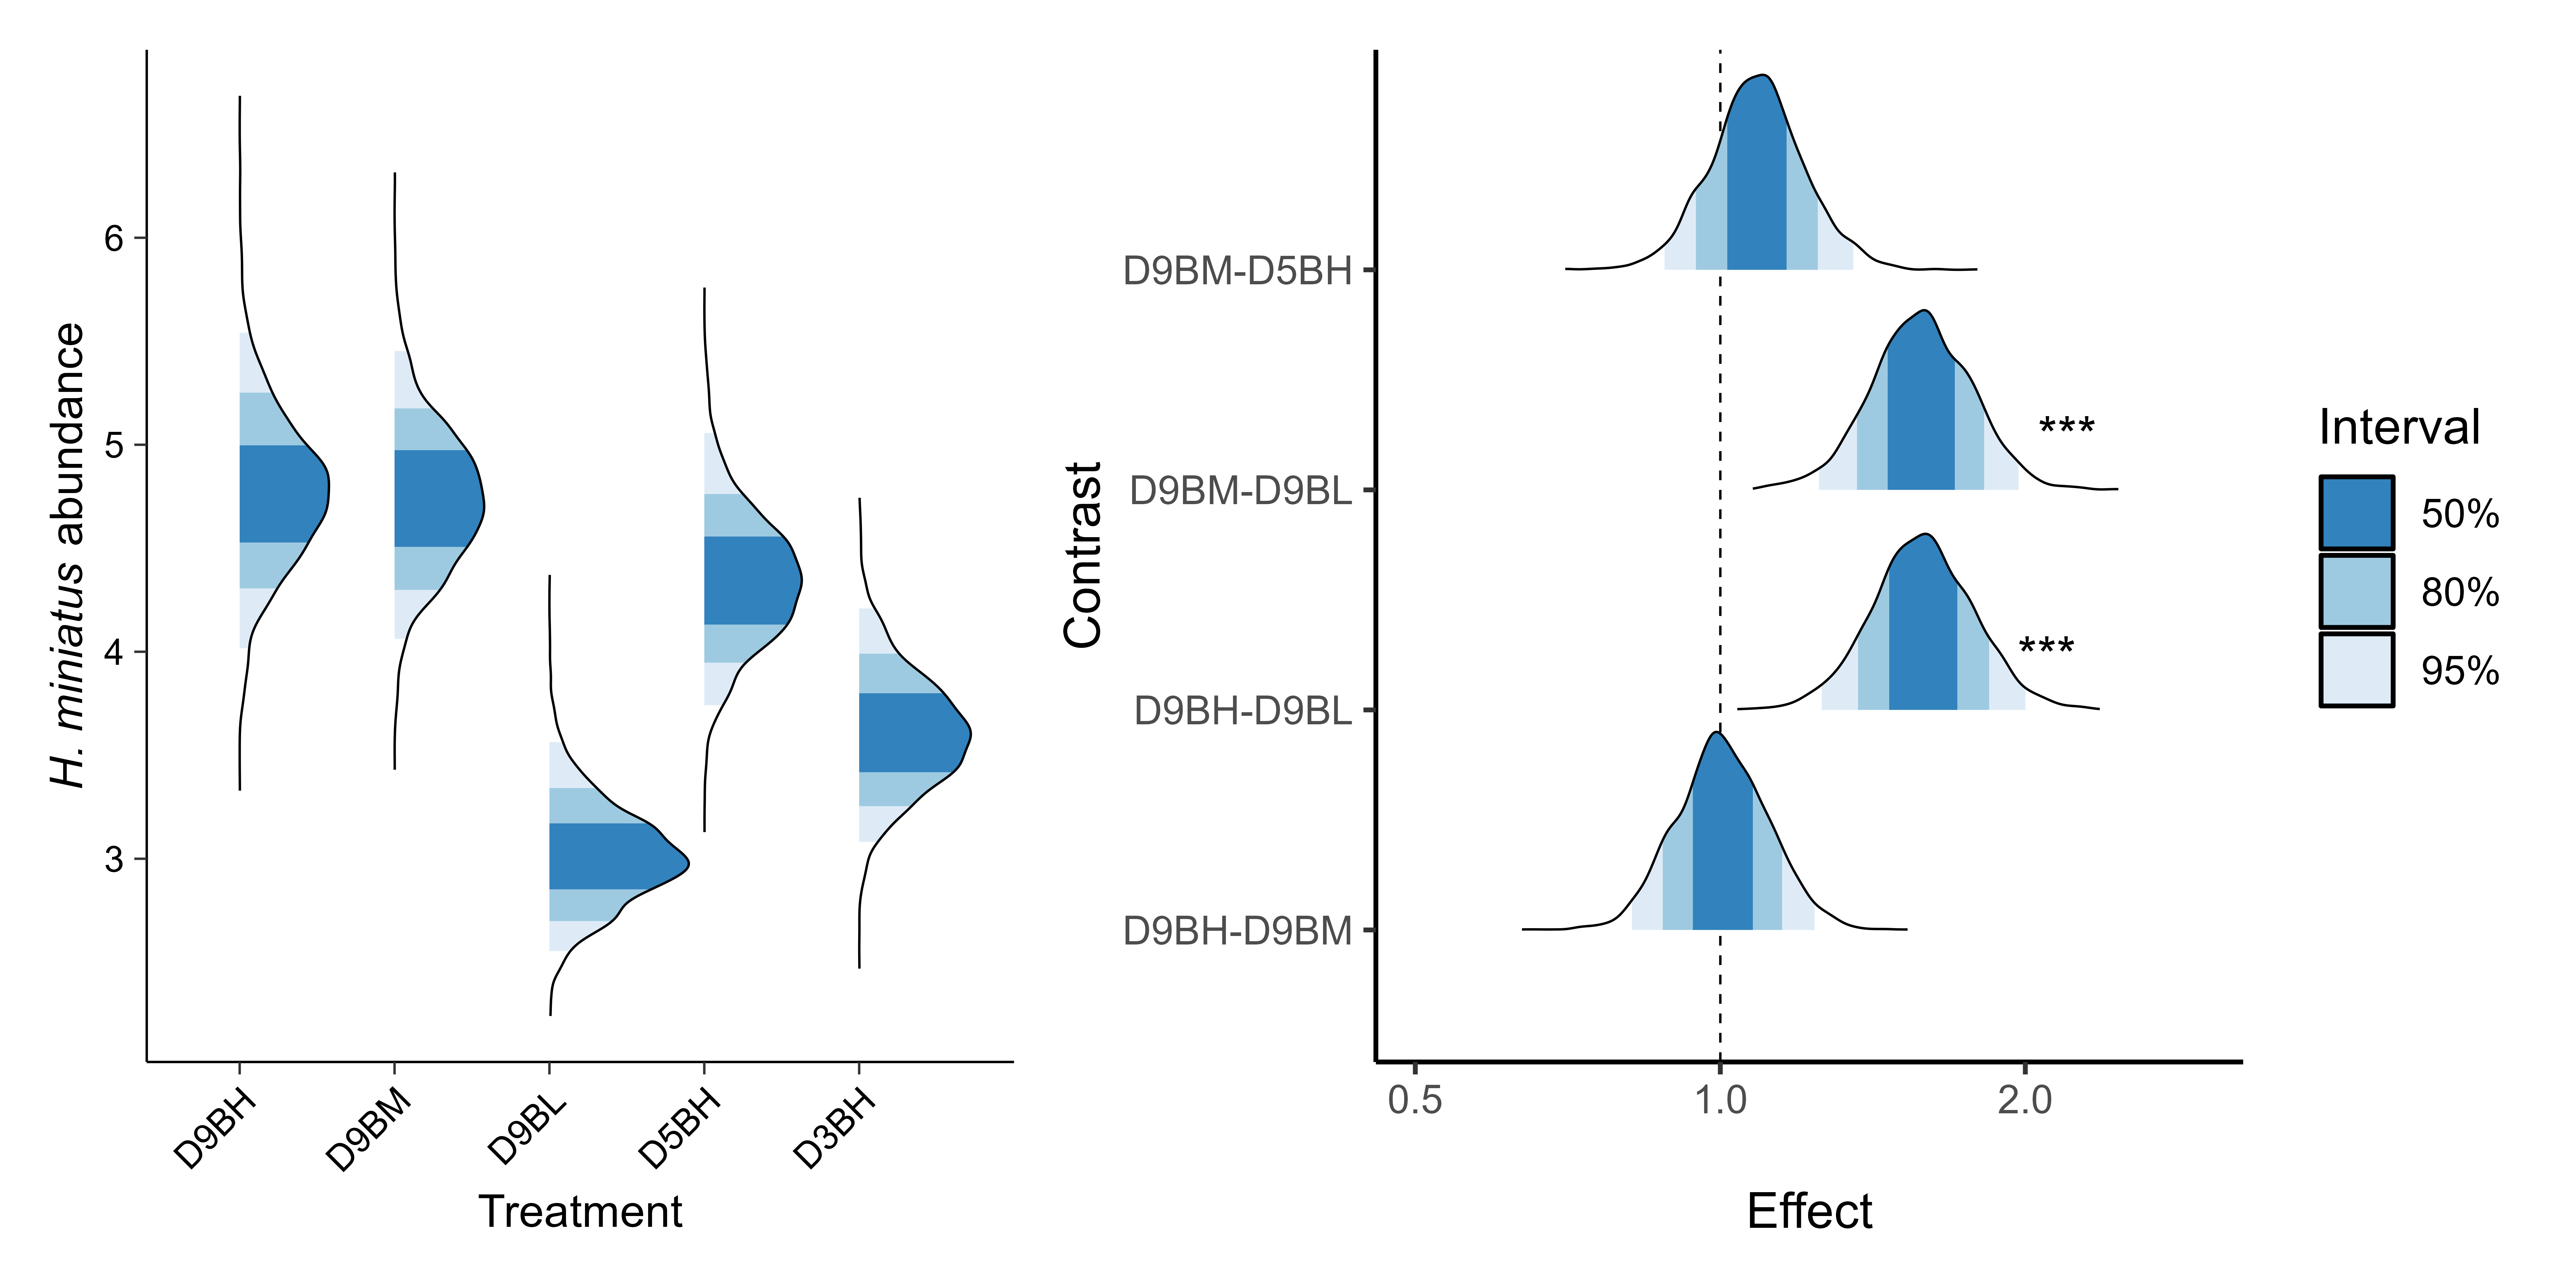 H. miniatus abundance
6
5
4
3
D9BH
D9BM
D9BL
D5BH
D3BH
Treatment
Contrast
D9BM-D5BH
D9BM-D9BL
***
D9BH-D9BL
***
D9BH-D9BM
0.5
1.0
2.0
Effect
Interval
50%
80%
95%